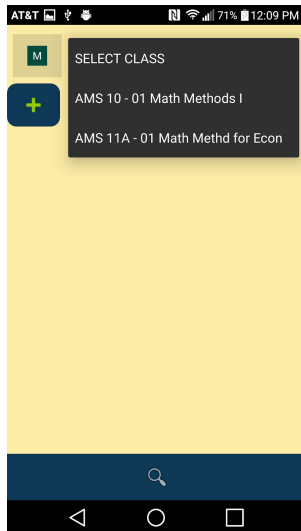 AT&T 71% 12:09 PM
M
SELECT CLASS
+
AMS 10 - 01 Math Methods I
AMS 11A - 01 Math Methd for Econ